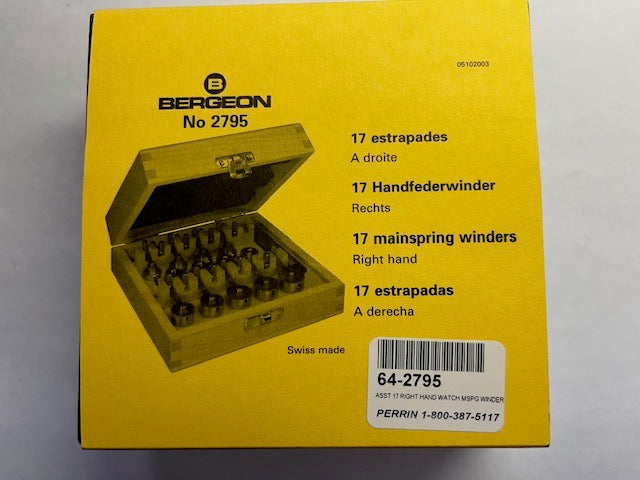 05102003
B
BERGEON
No 2795
17 estrapades
A droite
17 Handfederwinder
Rechts
17 mainspring winders
Right hand
17 estrapadas
A derecha
Swiss made
64-2795
ASST 17 RIGHT HAND WATCH MSPG WINDER
PERRIN 1-800-387-5117